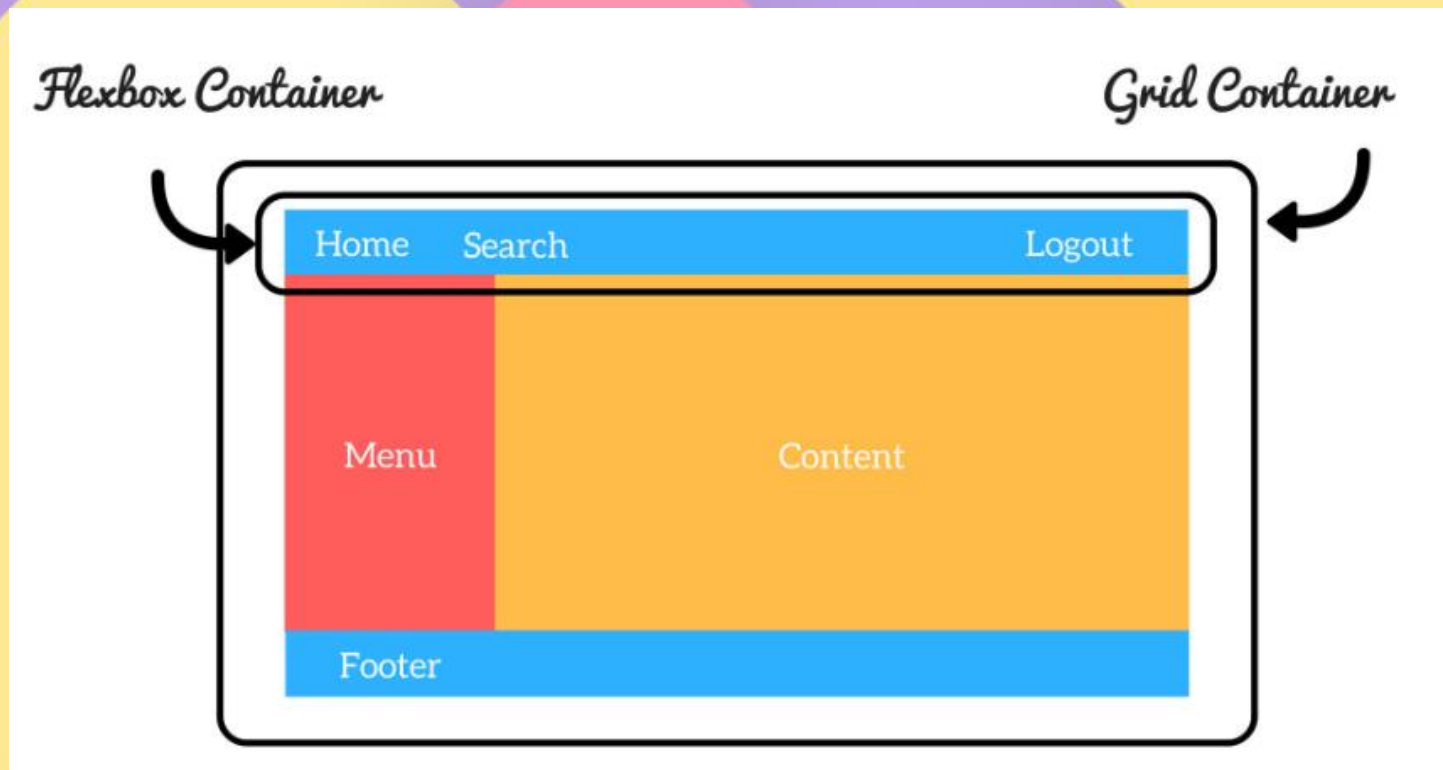 Flexbox Container
Grid Container
Home Search Logout
Menu
Content
Footer